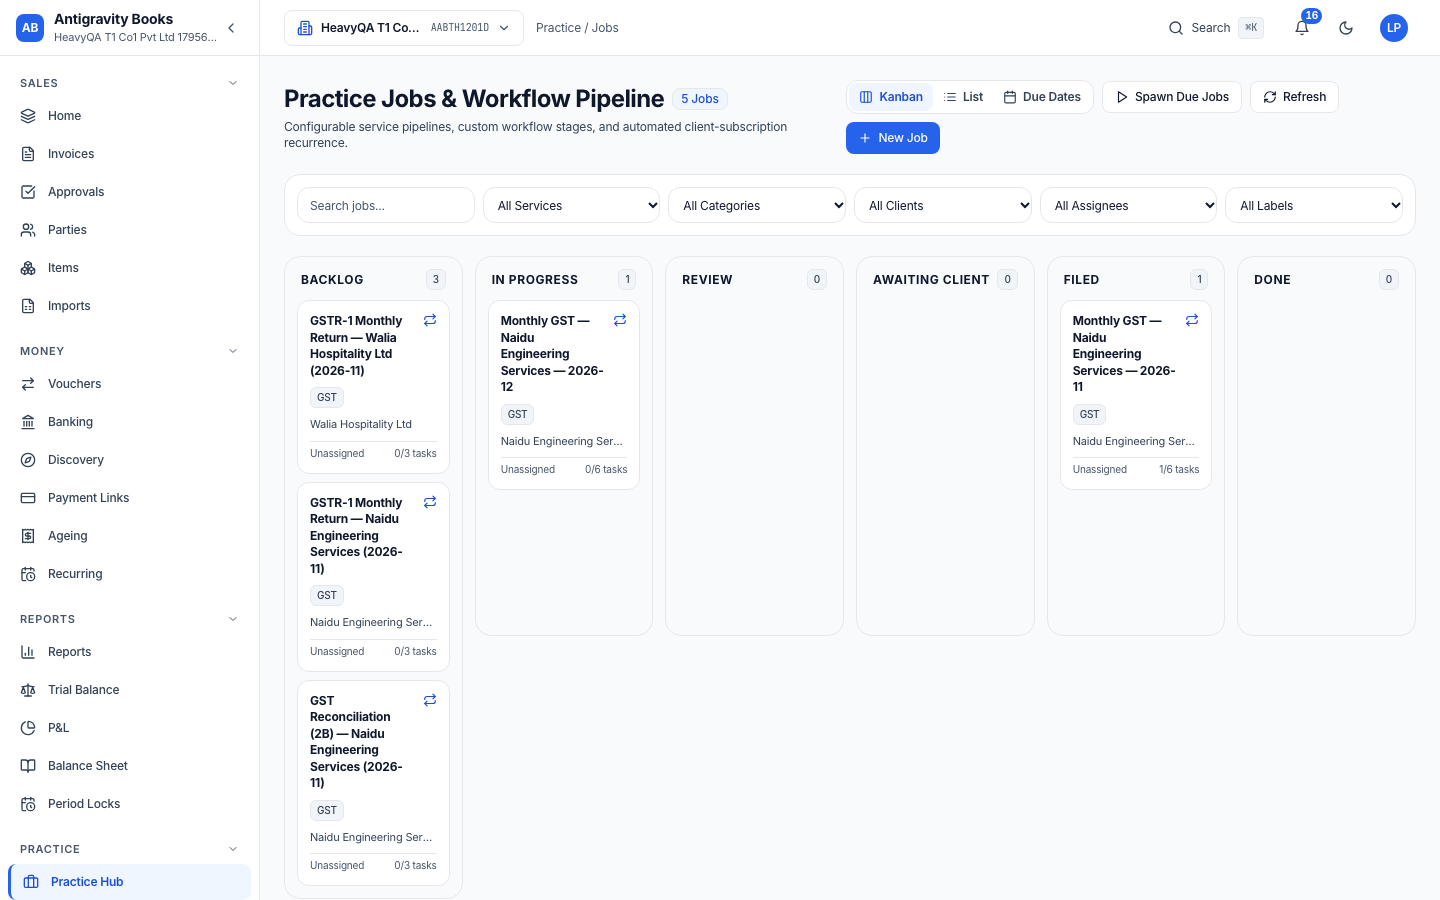 AB
Antigravity Books
HeavyQA T1 Co1 Pvt Ltd 17956...
HeavyQA T1 Co...
AABTH1201D
Practice / Jobs
Search
⌘K
16
LP
SALES
Home
Invoices
Approvals
Parties
Items
Imports
MONEY
Vouchers
Banking
Discovery
Payment Links
Ageing
Recurring
REPORTS
Reports
Trial Balance
P&L
Balance Sheet
Period Locks
PRACTICE
Practice Hub
Practice Jobs & Workflow Pipeline
5 Jobs
Configurable service pipelines, custom workflow stages, and automated client-subscription
recurrence.
Kanban
List
Due Dates
Spawn Due Jobs
Refresh
New Job
Search jobs...
All Services
All Categories
All Clients
All Assignees
All Labels
BACKLOG
3
GSTR-1 Monthly
Return — Walia
Hospitality Ltd
(2026-11)
GST
Walia Hospitality Ltd
Unassigned
0/3 tasks
GSTR-1 Monthly
Return — Naidu
Engineering
Services (2026-
11)
GST
Naidu Engineering Ser...
Unassigned
0/3 tasks
GST
Reconciliation
(2B) — Naidu
Engineering
Services (2026-
11)
GST
Naidu Engineering Ser...
Unassigned
0/3 tasks
IN PROGRESS
1
Monthly GST —
Naidu
Engineering
Services — 2026-
12
GST
Naidu Engineering Ser...
Unassigned
0/6 tasks
REVIEW
0
AWAITING CLIENT
0
FILED
1
Monthly GST —
Naidu
Engineering
Services — 2026-
11
GST
Naidu Engineering Ser...
Unassigned
1/6 tasks
DONE
0